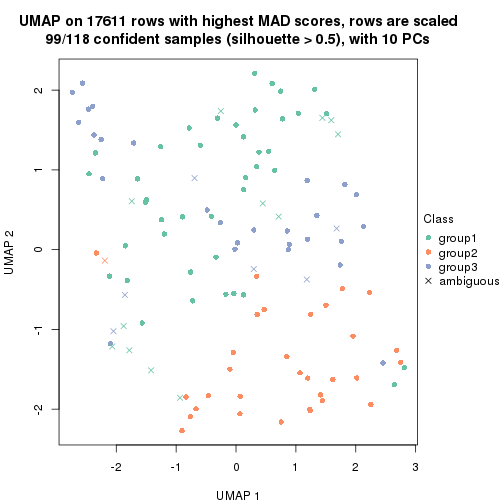 UMAP on 17611 rows with highest MAD scores, rows are scaled
99/118 confident samples (silhouette > 0.5), with 10 PCs
2
1
0
-1
-2
UMAP 2
-2
-1
0
1
2
3
UMAP 1
Class
group1
group2
group3
ambiguous